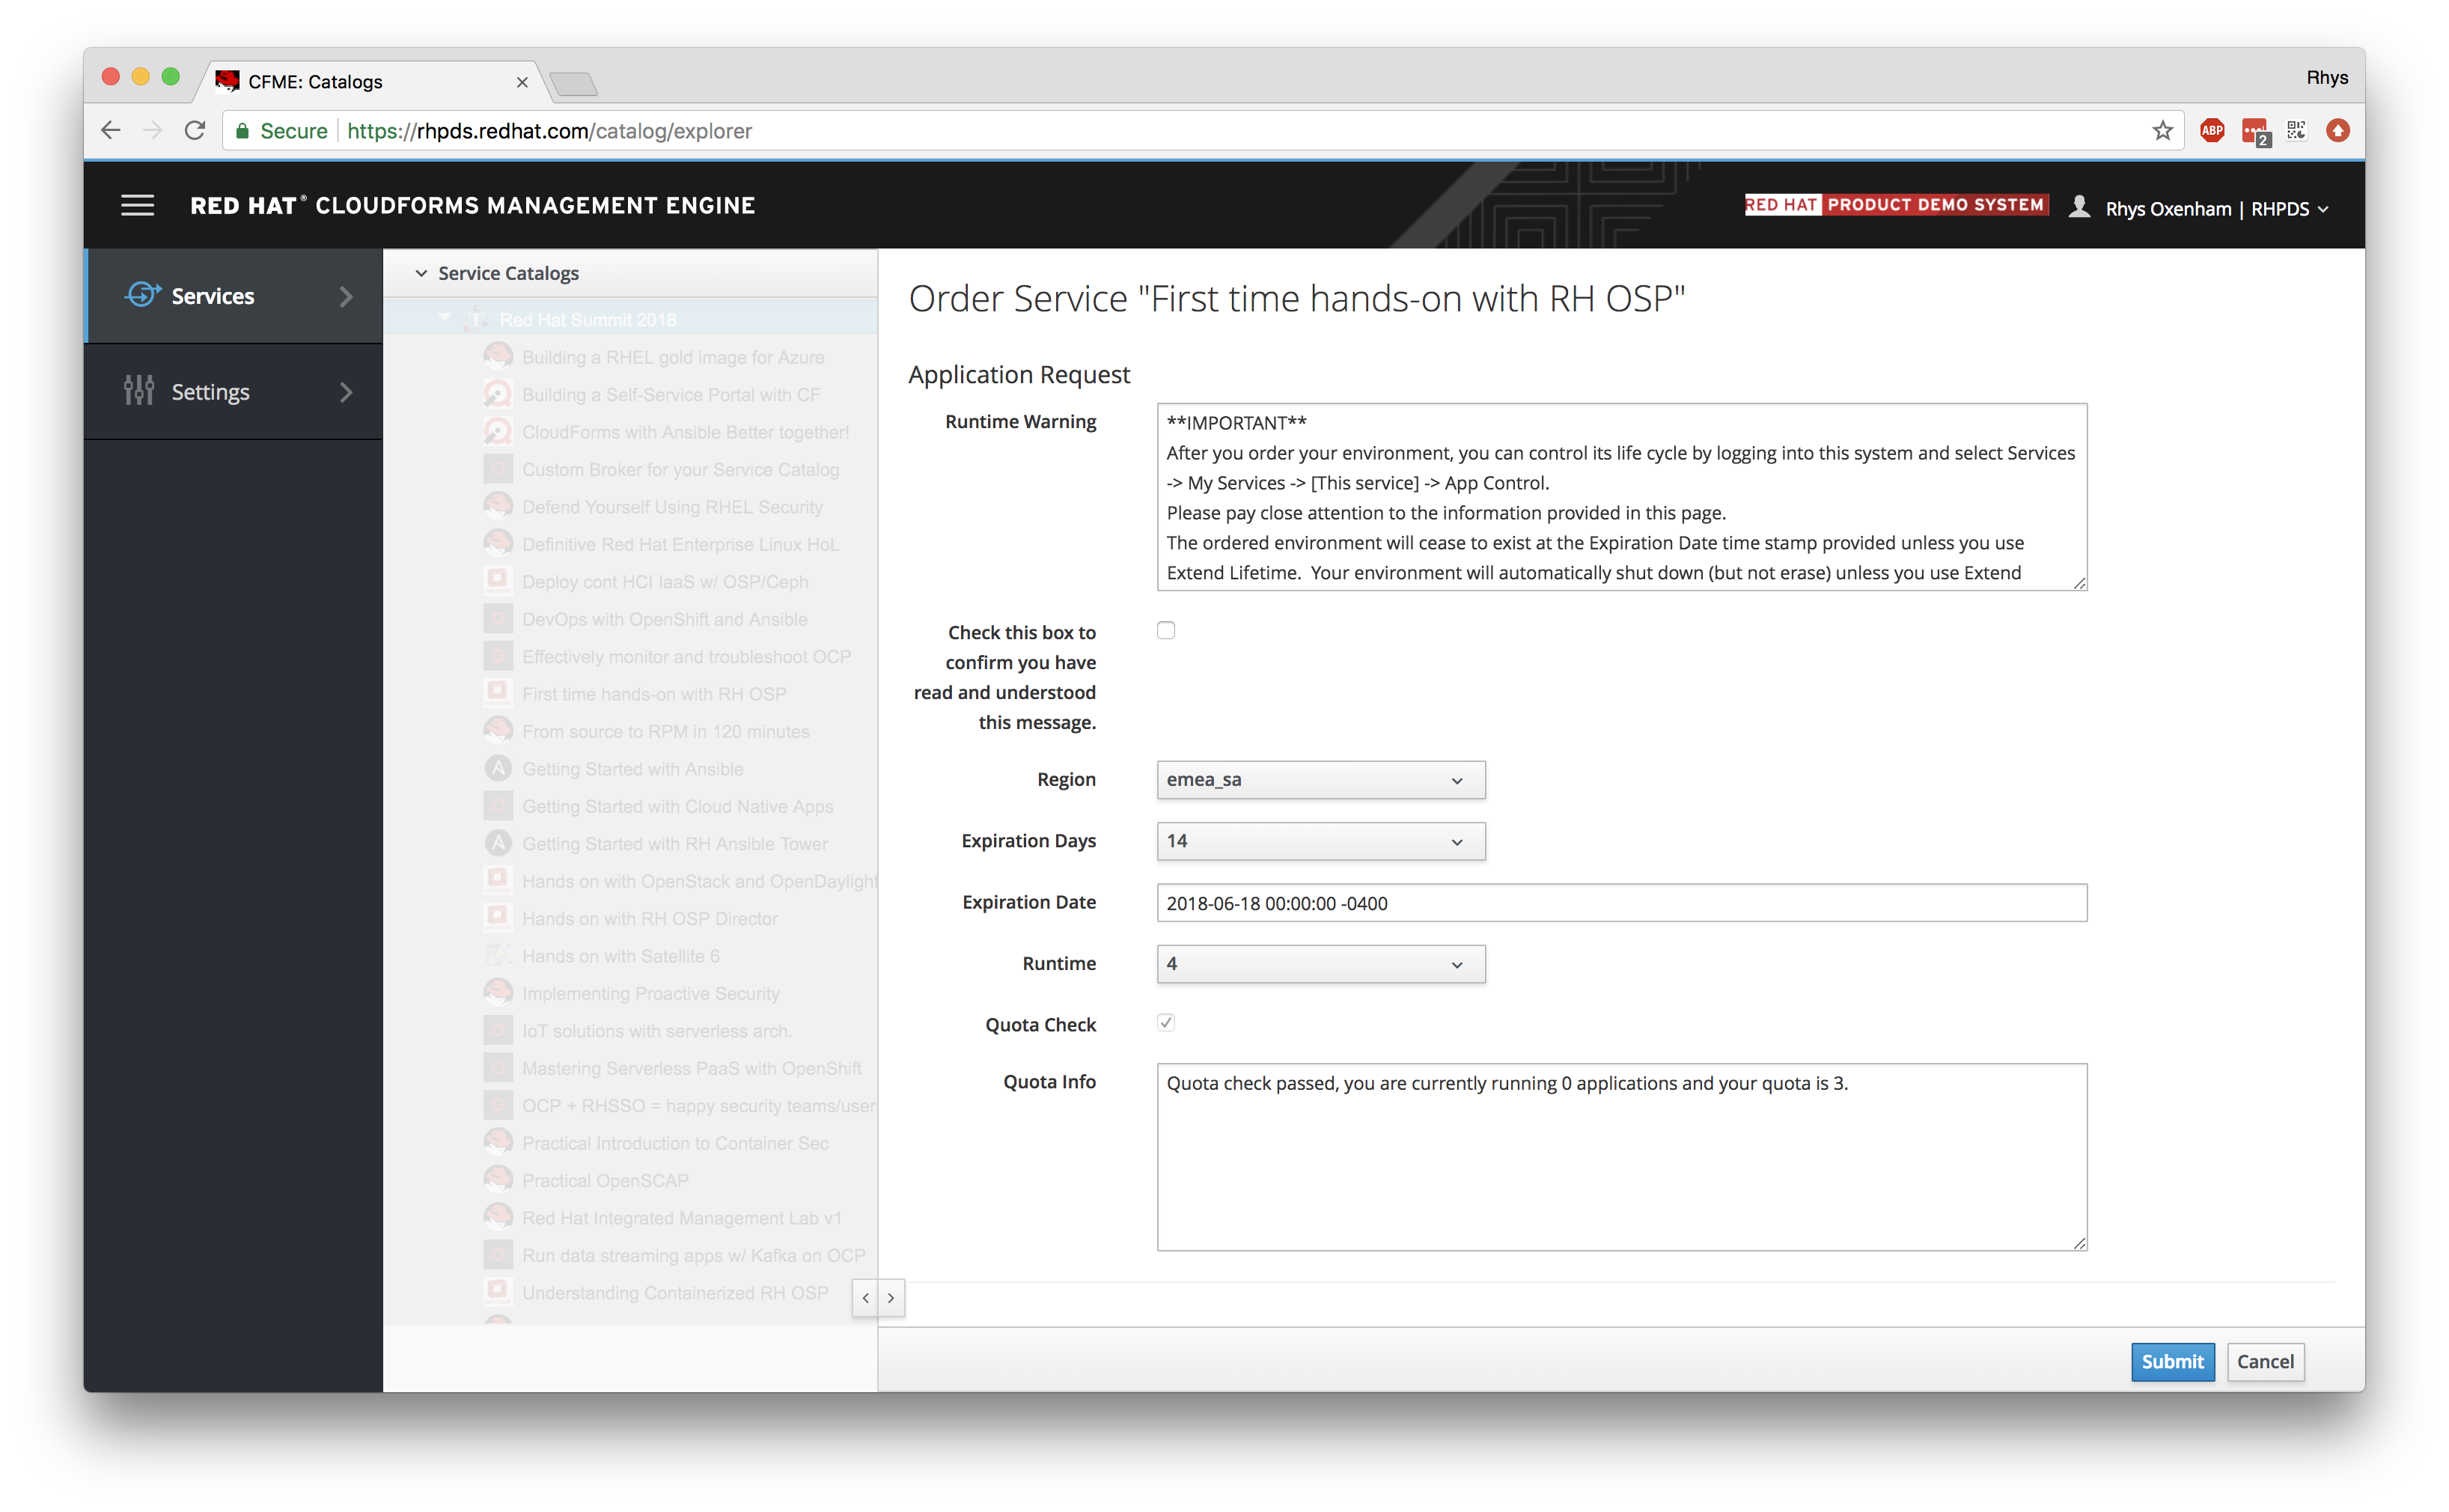 CFME: Catalogs
Rhys
Secure
https://rhpds.redhat.com/catalog/explorer
ABP
2
RED HAT® CLOUDFORMS MANAGEMENT ENGINE
RED HAT PRODUCT DEMO SYSTEM
Rhys Oxenham | RHPDS
Services
Settings
Service Catalogs
Red Hat Summit 2018
Building a RHEL gold image for Azure
Building a Self-Service Portal with CF
CloudForms with Ansible Better together!
Custom Broker for your Service Catalog
Defend Yourself Using RHEL Security
Definitive Red Hat Enterprise Linux HoL
Deploy cont HCI IaaS w/ OSP/Ceph
DevOps with OpenShift and Ansible
Effectively monitor and troubleshoot OCP
First time hands-on with RH OSP
From source to RPM in 120 minutes
Getting Started with Ansible
Getting Started with Cloud Native Apps
Getting Started with RH Ansible Tower
Hands on with OpenStack and OpenDaylight
Hands on with RH OSP Director
Hands on with Satellite 6
Implementing Proactive Security
IoT solutions with serverless arch.
Mastering Serverless PaaS with OpenShift
OCP + RHSSO = happy security teams/user
Practical Introduction to Container Sec
Practical OpenSCAP
Red Hat Integrated Management Lab v1
Run data streaming apps w/ Kafka on OCP
Understanding Containerized RH OSP
Order Service "First time hands-on with RH OSP"
Application Request
Runtime Warning
**IMPORTANT**
After you order your environment, you can control its life cycle by logging into this system and select Services
-> My Services -> [This service] -> App Control.
Please pay close attention to the information provided in this page.
The ordered environment will cease to exist at the Expiration Date time stamp provided unless you use
Extend Lifetime.  Your environment will automatically shut down (but not erase) unless you use Extend
Check this box to
confirm you have
read and understood
this message.
Region
emea_sa
Expiration Days
14
Expiration Date
2018-06-18 00:00:00 -0400
Runtime
4
Quota Check
Quota Info
Quota check passed, you are currently running 0 applications and your quota is 3.
Submit
Cancel